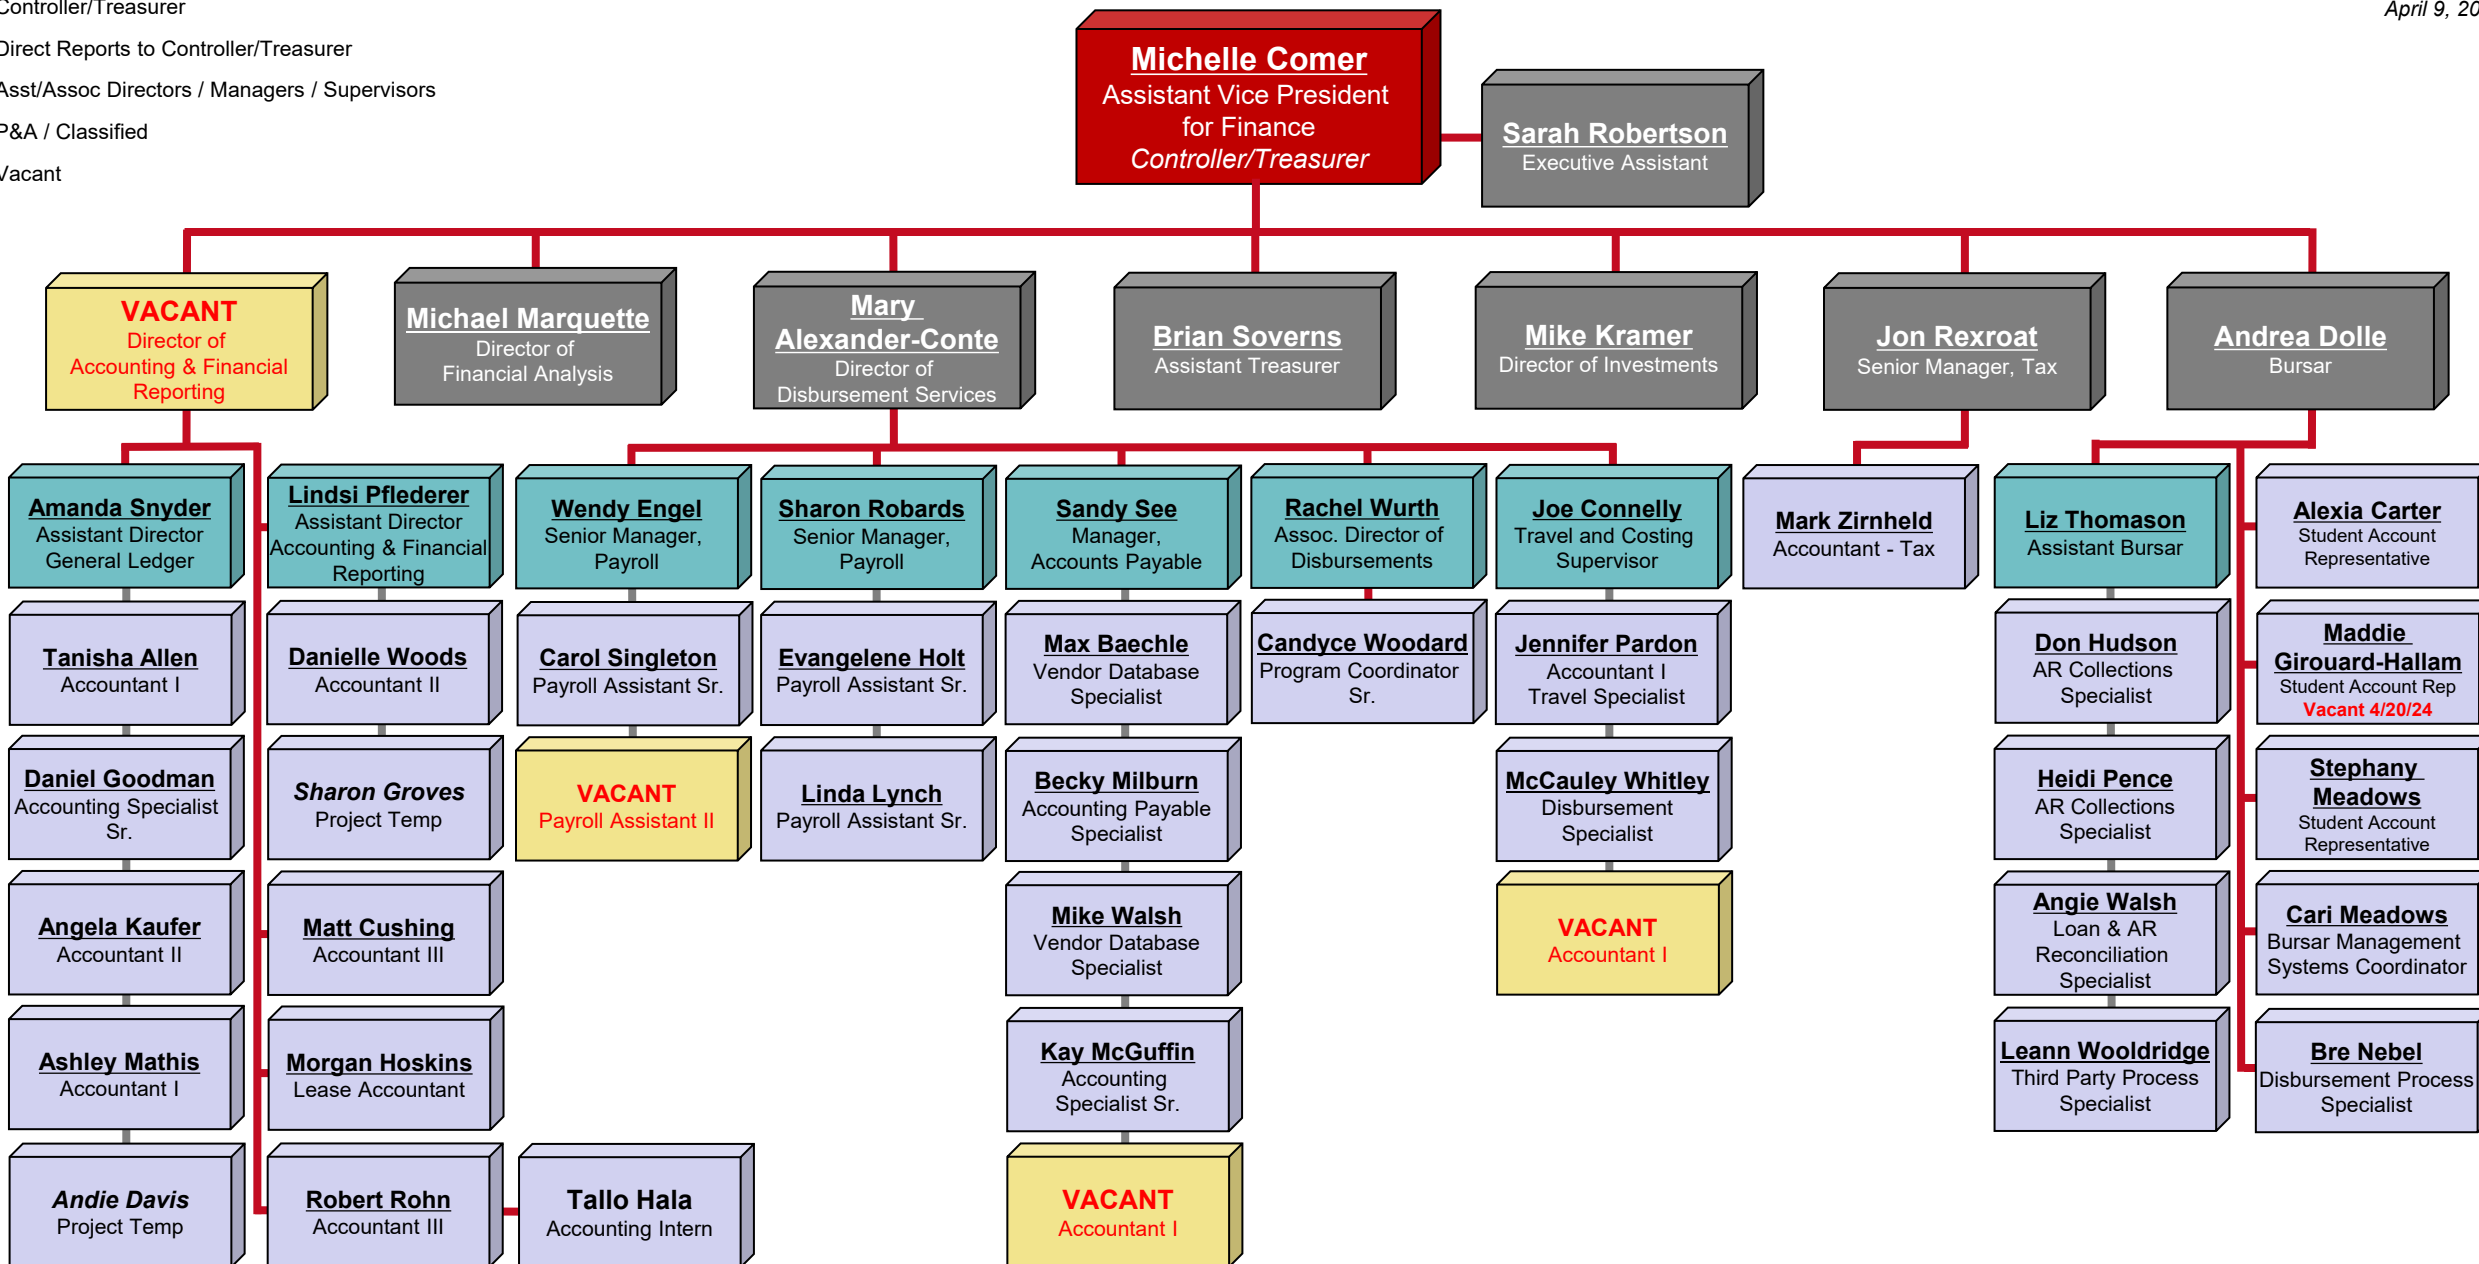 Controller/Treasurer
April 9, 20
Direct Reports to Controller/Treasurer
Asst/Assoc Directors / Managers / Supervisors
P&A / Classified
Vacant
Michelle Comer
Assistant Vice President
for Finance
Controller/Treasurer
Sarah Robertson
Executive Assistant
VACANT
Director of
Accounting & Financial
Reporting
Michael Marquette
Director of
Financial Analysis
Mary
Alexander-Conte
Director of
Disbursement Services
Brian Soverns
Assistant Treasurer
Mike Kramer
Director of Investments
Jon Rexroat
Senior Manager, Tax
Andrea Dolle
Bursar
Amanda Snyder
Assistant Director
General Ledger
Lindsi Pflederer
Assistant Director
Accounting & Financial
Reporting
Wendy Engel
Senior Manager,
Payroll
Sharon Robards
Senior Manager,
Payroll
Sandy See
Manager,
Accounts Payable
Rachel Wurth
Assoc. Director of
Disbursements
Joe Connelly
Travel and Costing
Supervisor
Mark Zirnheld
Accountant - Tax
Liz Thomason
Assistant Bursar
Alexia Carter
Student Account
Representative
Tanisha Allen
Accountant I
Danielle Woods
Accountant II
Carol Singleton
Payroll Assistant Sr.
Evangelene Holt
Payroll Assistant Sr.
Max Baechle
Vendor Database
Specialist
Candyce Woodard
Program Coordinator
Sr.
Jennifer Pardon
Accountant I
Travel Specialist
Don Hudson
AR Collections
Specialist
Maddie
Girouard-Hallam
Student Account Rep
Vacant 4/20/24
Daniel Goodman
Accounting Specialist
Sr.
Sharon Groves
Project Temp
VACANT
Payroll Assistant II
Linda Lynch
Payroll Assistant Sr.
Becky Milburn
Accounting Payable
Specialist
McCauley Whitley
Disbursement
Specialist
Heidi Pence
AR Collections
Specialist
Stephany
Meadows
Student Account
Representative
Angela Kaufer
Accountant II
Matt Cushing
Accountant III
Mike Walsh
Vendor Database
Specialist
VACANT
Accountant I
Angie Walsh
Loan & AR
Reconciliation
Specialist
Cari Meadows
Bursar Management
Systems Coordinator
Ashley Mathis
Accountant I
Morgan Hoskins
Lease Accountant
Kay McGuffin
Accounting
Specialist Sr.
Leann Wooldridge
Third Party Process
Specialist
Bre Nebel
Disbursement Process
Specialist
Andie Davis
Project Temp
Robert Rohn
Accountant III
Tallo Hala
Accounting Intern
VACANT
Accountant I